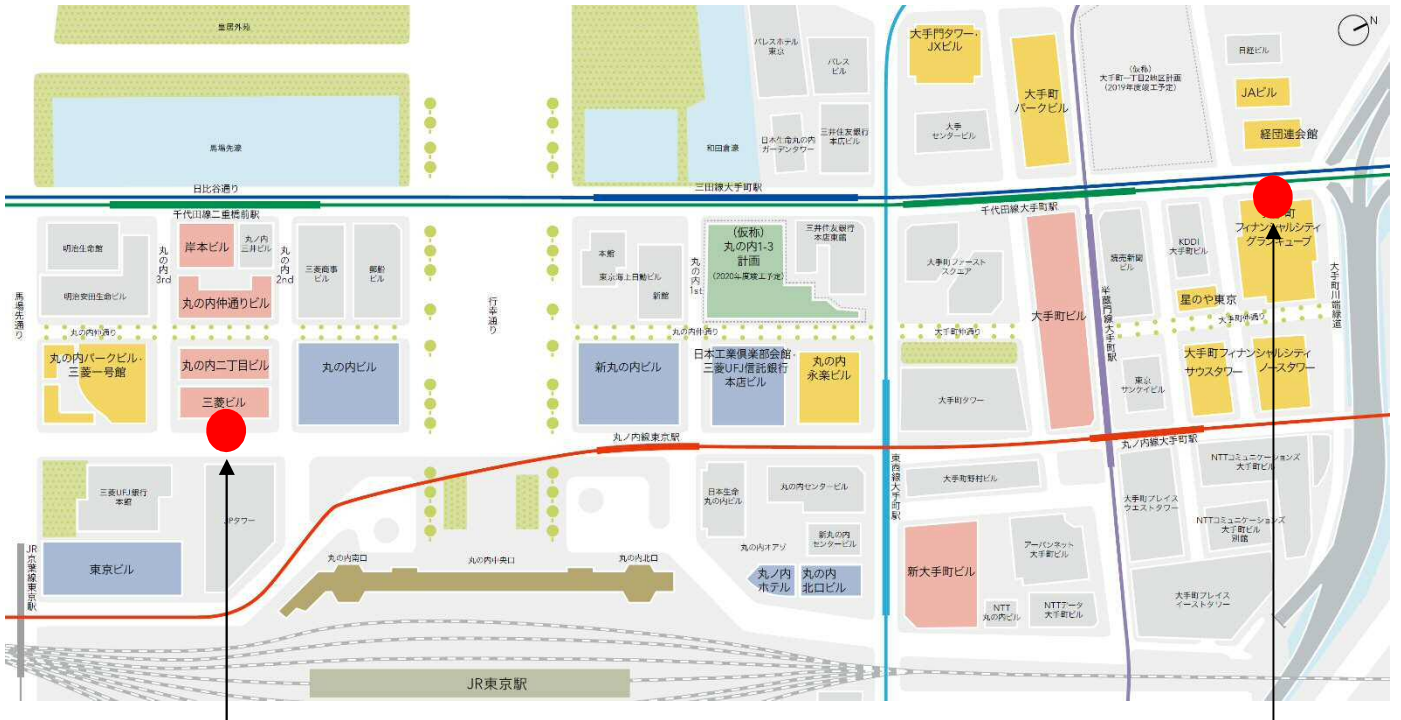 皇居外苑
馬場先濠
和田倉濠
パレスホテル
東京
パレス
ビル
日本生命丸の内
ガーデンタワー
三井住友銀行
本店ビル
大手門タワー・
JXビル
大手
センタービル
大手町
パークビル
(仮称)
大手町一丁目2地区計画
(2019年度竣工予定)
日経ビル
JAビル
経団連会館
N
日比谷通り
千代田線二重橋前駅
三田線大手町駅
千代田線大手町駅
明治生命館
明治安田生命ビル
丸の内3rd
岸本ビル
丸ノ内
三井ビル
丸の内仲通りビル
丸の内2nd
三菱商事
ビル
郵船
ビル
行幸通り
本館
東京海上日動ビル
新館
丸の内1st
(仮称)
丸の内1-3
計画
(2020年度竣工予定)
三井住友銀行
本店東館
大手町ファースト
スクエア
大手町ビル
半蔵門線大手町駅
読売新聞
ビル
KDDI
大手町ビル
星のや東京
フィナンシャルシティ
グランキューブ
大手町川端緑道
馬場先通り
丸の内仲通り
丸の内仲通り
大手町仲通り
大手町仲通り
丸の内パークビル・
三菱一号館
丸の内二丁目ビル
三菱ビル
丸の内ビル
新丸の内ビル
日本工業倶楽部会館・
三菱UFJ信託銀行
本店ビル
丸の内
永楽ビル
大手町タワー
東京
サンケイビル
大手町フィナンシャルシティ
サウスタワー
ノースタワー
丸ノ内線東京駅
丸ノ内線大手町駅
東西線大手町駅
三菱UFJ銀行
本館
JPタワー
東京ビル
JR京葉線東京駅
丸の内南口
丸の内中央口
丸の内北口
日本生命
丸の内ビル
丸の内センタービル
新丸の内
センタービル
丸の内オアゾ
丸ノ内
ホテル
丸の内
北口ビル
大手町野村ビル
新大手町ビル
アーバンネット
大手町ビル
NTT
丸の内ビル
NTTデータ
大手町ビル
大手町プレイス
ウエストタワー
NTTコミュニケーションズ
大手町ビル
NTTコミュニケーションズ
大手町ビル
別館
大手町プレイス
イーストタワー
JR東京駅